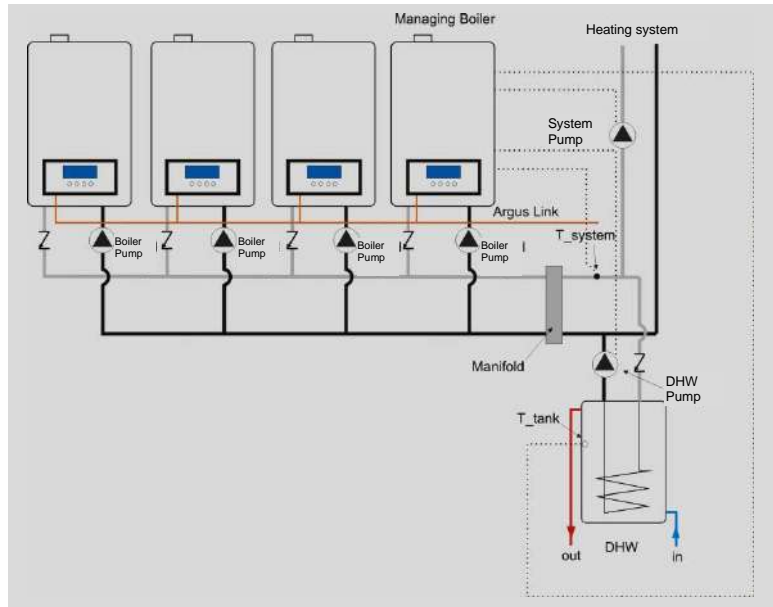 Managing Boiler
Heating system
System
Pump
Argus Link
T_system
Boiler
Pump
Boiler
Pump
Boiler
Pump
Boiler
Pump
Manifold
DHW
Pump
T_tank
out
DHW
in